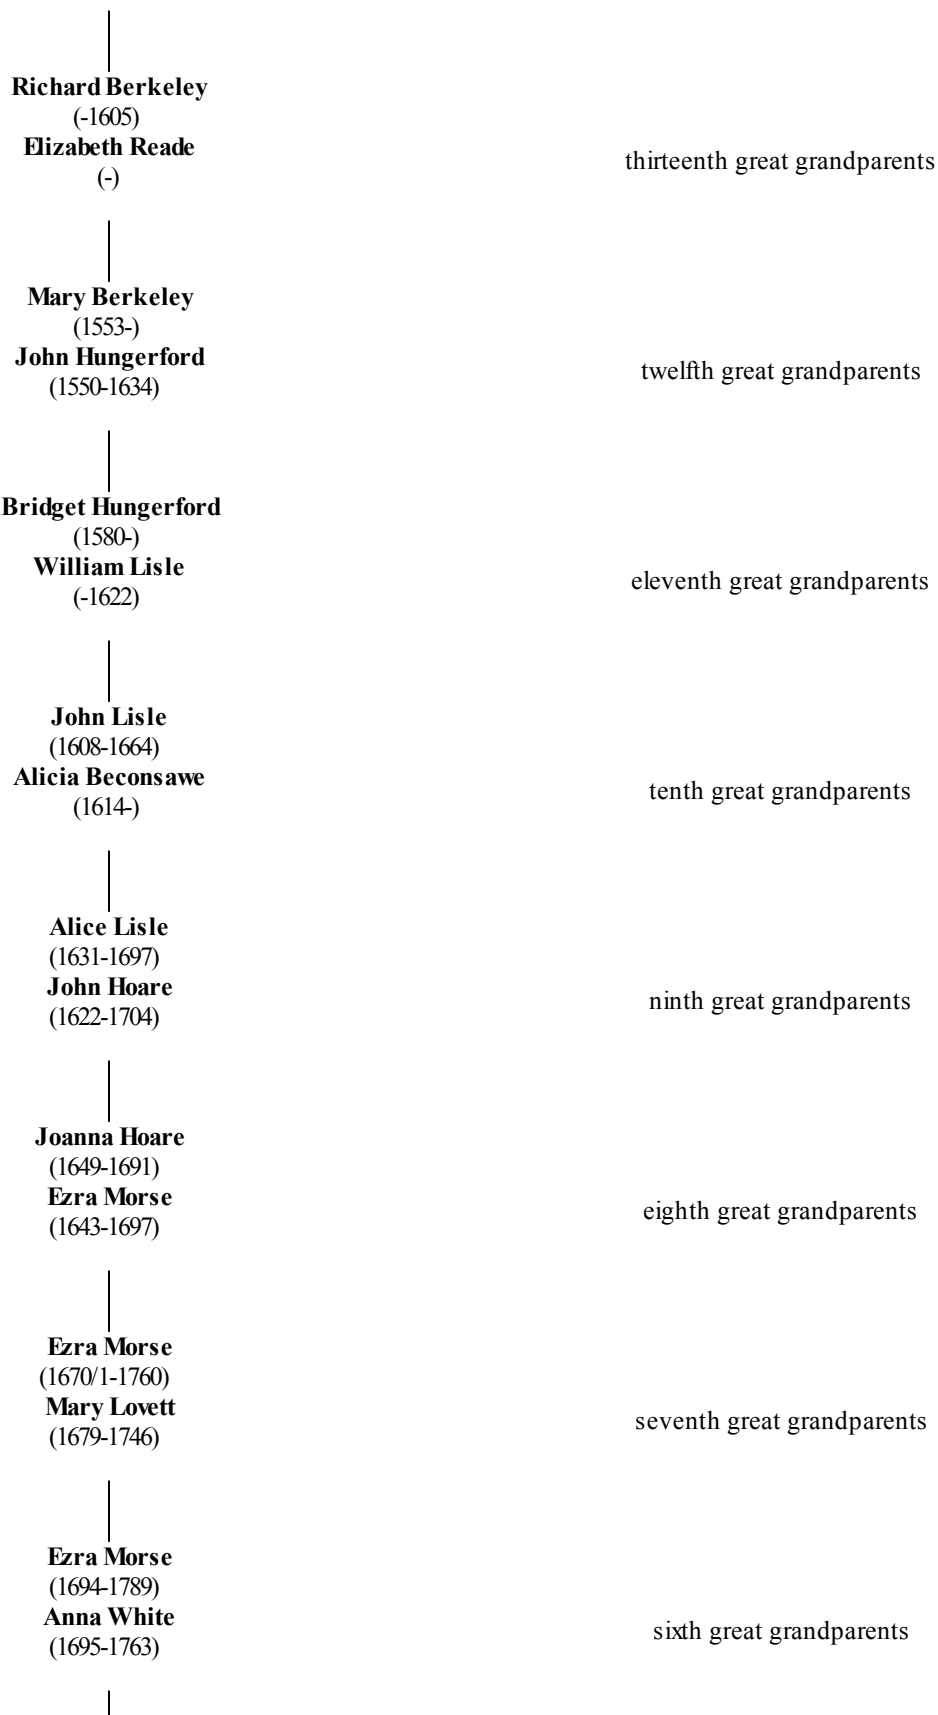 Richard Berkeley
(-1605)
Elizabeth Reade
(-)
thirteenth great grandparents
Mary Berkeley
(1553-)
John Hungerford
(1550-1634)
twelfth great grandparents
Bridget Hungerford
(1580-)
William Lisle
(-1622)
eleventh great grandparents
John Lisle
(1608-1664)
Alicia Beconsawe
(1614-)
tenth great grandparents
Alice Lisle
(1631-1697)
John Hoare
(1622-1704)
ninth great grandparents
Joanna Hoare
(1649-1691)
Ezra Morse
(1643-1697)
eighth great grandparents
Ezra Morse
(1670/1-1760)
Mary Lovett
(1679-1746)
seventh great grandparents
Ezra Morse
(1694-1789)
Anna White
(1695-1763)
sixth great grandparents